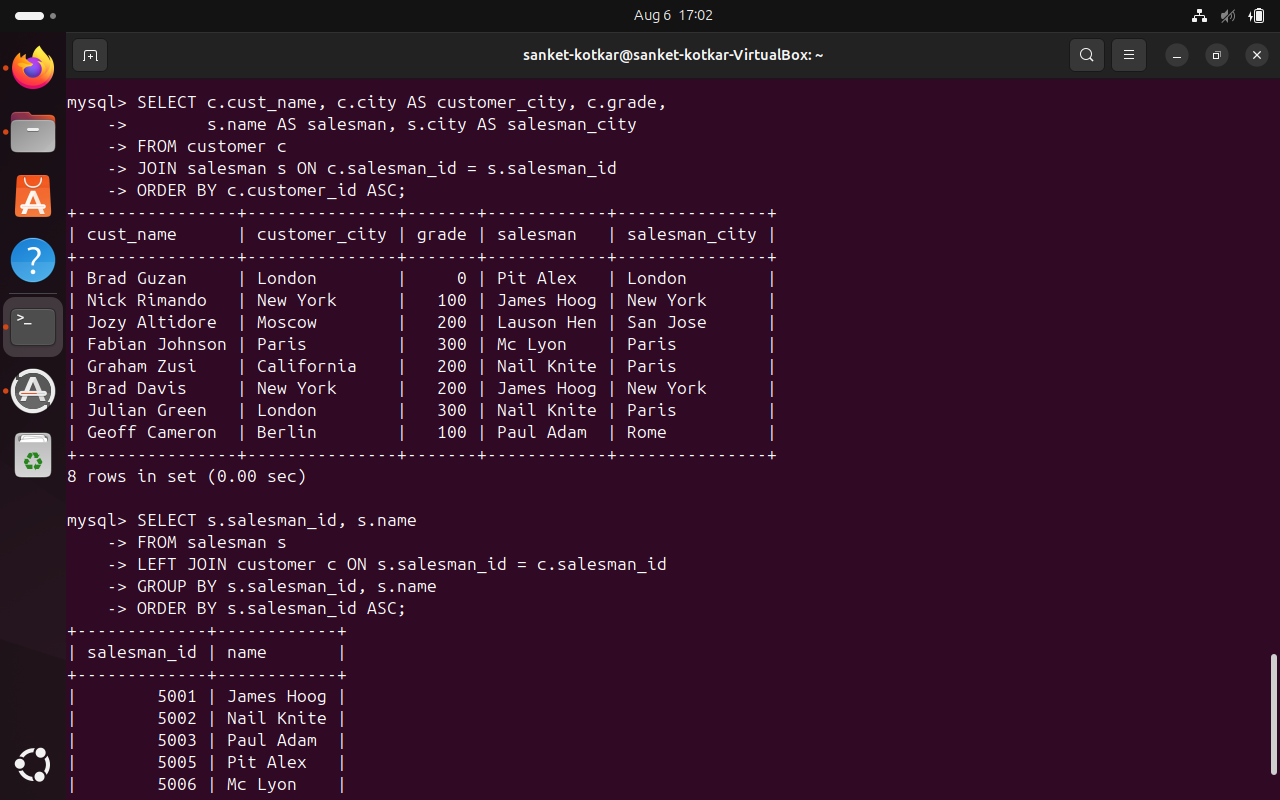 Aug 6 17:02
sanket-kotkar@sanket-kotkar-VirtualBox: ~
mysql> SELECT c.cust_name, c.city AS customer_city, c.grade,
    ->        s.name AS salesman, s.city AS salesman_city
    -> FROM customer c
    -> JOIN salesman s ON c.salesman_id = s.salesman_id
    -> ORDER BY c.customer_id ASC;
+----------------+---------------+-------+------------+---------------+
| cust_name      | customer_city | grade | salesman   | salesman_city |
+----------------+---------------+-------+------------+---------------+
| Brad Guzan     | London        |     0 | Pit Alex   | London        |
| Nick Rimando   | New York      |   100 | James Hoog | New York      |
| Jozy Altidore  | Moscow        |   200 | Lauson Hen | San Jose      |
| Fabian Johnson | Paris         |   300 | Mc Lyon    | Paris         |
| Graham Zusi    | California    |   200 | Nail Knite | Paris         |
| Brad Davis     | New York      |   200 | James Hoog | New York      |
| Julian Green   | London        |   300 | Nail Knite | Paris         |
| Geoff Cameron  | Berlin        |   100 | Paul Adam  | Rome          |
+----------------+---------------+-------+------------+---------------+
8 rows in set (0.00 sec)

mysql> SELECT s.salesman_id, s.name
    -> FROM salesman s
    -> LEFT JOIN customer c ON s.salesman_id = c.salesman_id
    -> GROUP BY s.salesman_id, s.name
    -> ORDER BY s.salesman_id ASC;
+-------------+------------+
| salesman_id | name       |
+-------------+------------+
|        5001 | James Hoog |
|        5002 | Nail Knite |
|        5003 | Paul Adam  |
|        5005 | Pit Alex   |
|        5006 | Mc Lyon    |